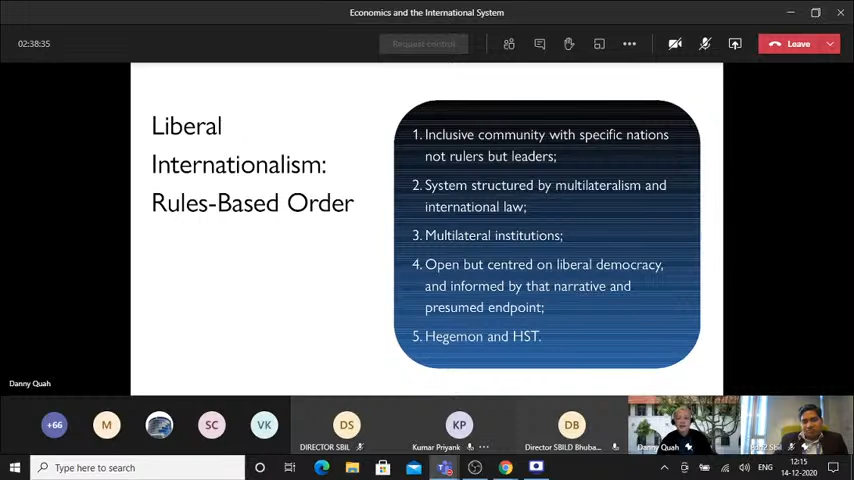 Economics and the International System
02:38:35
Request control
Leave
Liberal
Internationalism:
Rules-Based Order
1. Inclusive community with specific nations
not rulers but leaders;
2. System structured by multilateralism and
international law;
3. Multilateral institutions;
4. Open but centred on liberal democracy,
and informed by that narrative and
presumed endpoint;
5. Hegemon and HST.
Danny Quah
+66
M
SC
VK
DS
KP
DB
DIRECTOR SBIL
Kumar Priyank
Director SBILD Bhuba...
Danny Quah
Sbil
Type here to search
ENG
12:15
14-12-2020